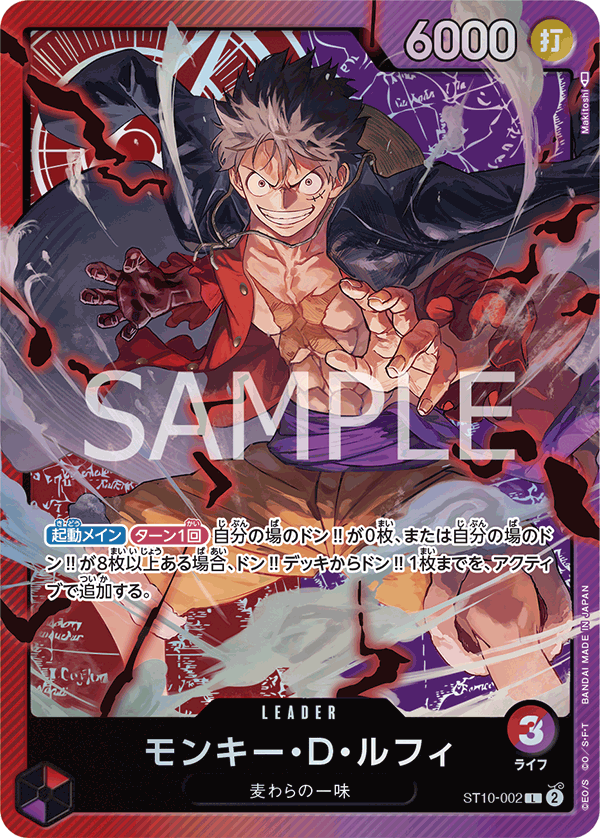 6000
打
Makitoshi
SAMPLE
起動メイン ターン1回 自分の場のドン!!が0枚、または自分の場のド
ン!!が8枚以上ある場合、ドン!!デッキからドン!!1枚までを、アクティ
ブで追加する。
LEADER
モンキー・D・ルフィ
麦わらの一味
3
ライフ
ST10-002 L 2
©EO/S ©O/S・F・T BANDAI MADE IN JAPAN